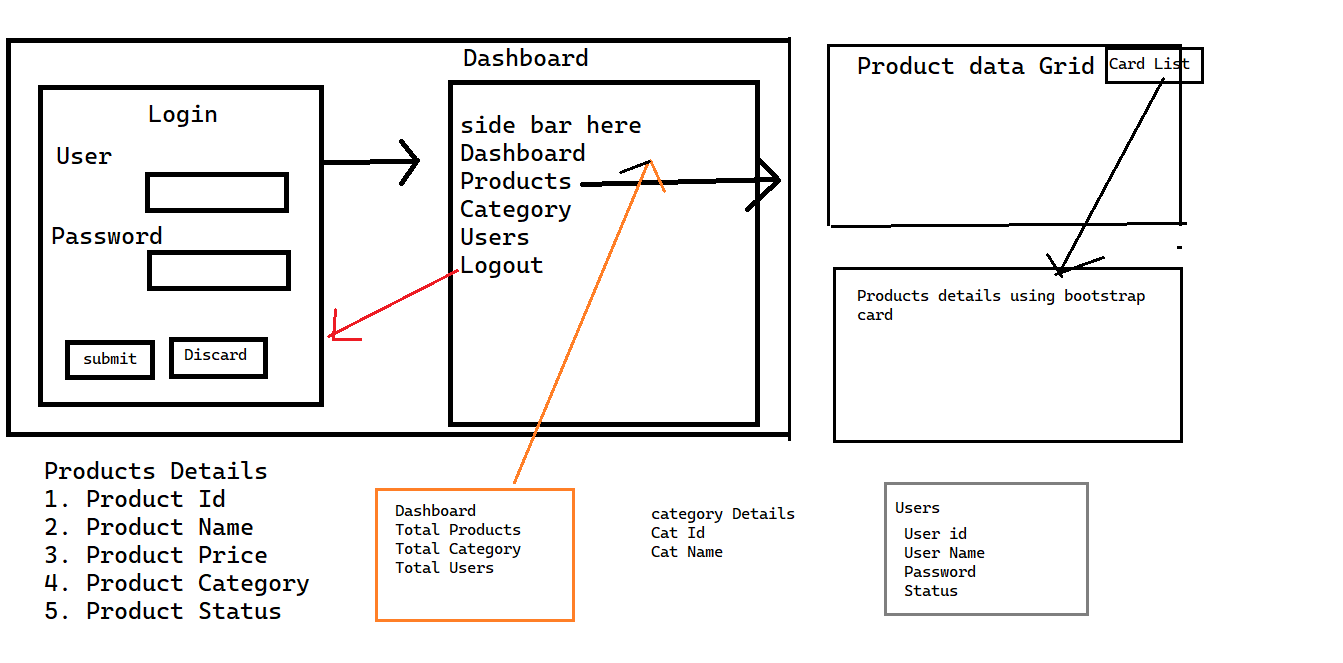 Dashboard
Login
User
Password
submit
Discard
side bar here
Dashboard
Products
Category
Users
Logout
Product data Grid
Card List
Products details using bootstrap
card
Products Details
1. Product Id
2. Product Name
3. Product Price
4. Product Category
5. Product Status
Dashboard
Total Products
Total Category
Total Users
category Details
Cat Id
Cat Name
Users
User id
User Name
Password
Status